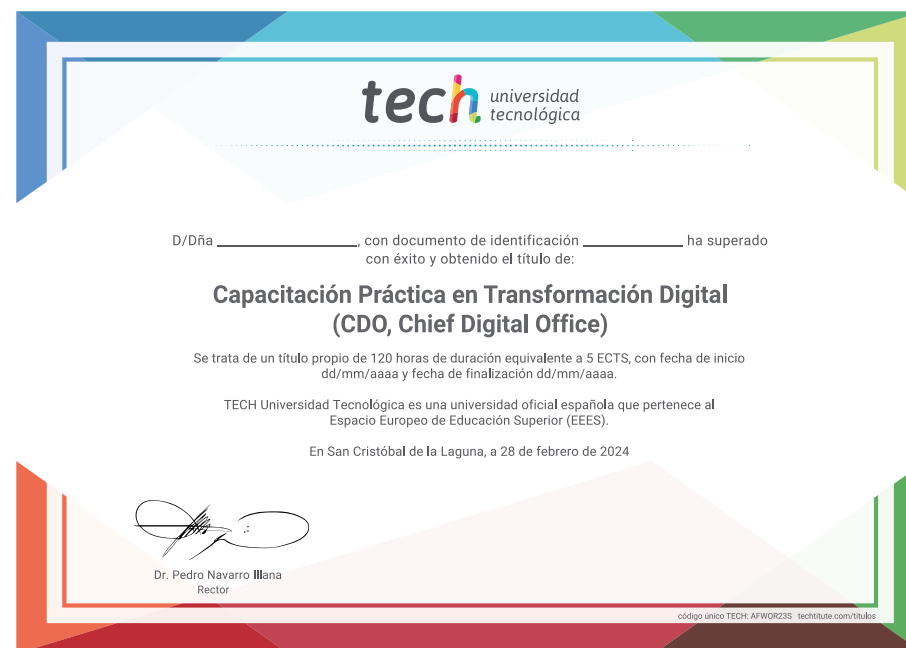 tech universidad
tecnológica
D/Dña ____________, con documento de identificación ____________ ha superado
con éxito y obtenido el título de:
Capacitación Práctica en Transformación Digital
(CDO, Chief Digital Office)
Se trata de un título propio de 120 horas de duración equivalente a 5 ECTS, con fecha de inicio
dd/mm/aaaa y fecha de finalización dd/mm/aaaa.
TECH Universidad Tecnológica es una universidad oficial española que pertenece al
Espacio Europeo de Educación Superior (EEES).
En San Cristóbal de la Laguna, a 28 de febrero de 2024
Dr. Pedro Navarro Illana
Rector
código único TECH: AFWOR23S techtitute.com/titulos